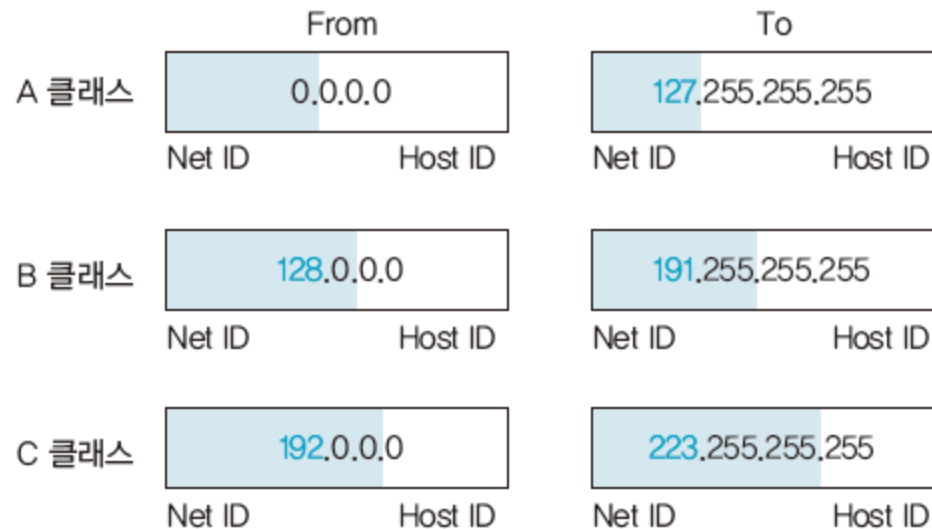 From To
A 클래스 0.0.0.0 127.255.255.255
Net ID Host ID Net ID Host ID
B 클래스 128.0.0.0 191.255.255.255
Net ID Host ID Net ID Host ID
C 클래스 192.0.0.0 223.255.255.255
Net ID Host ID Net ID Host ID